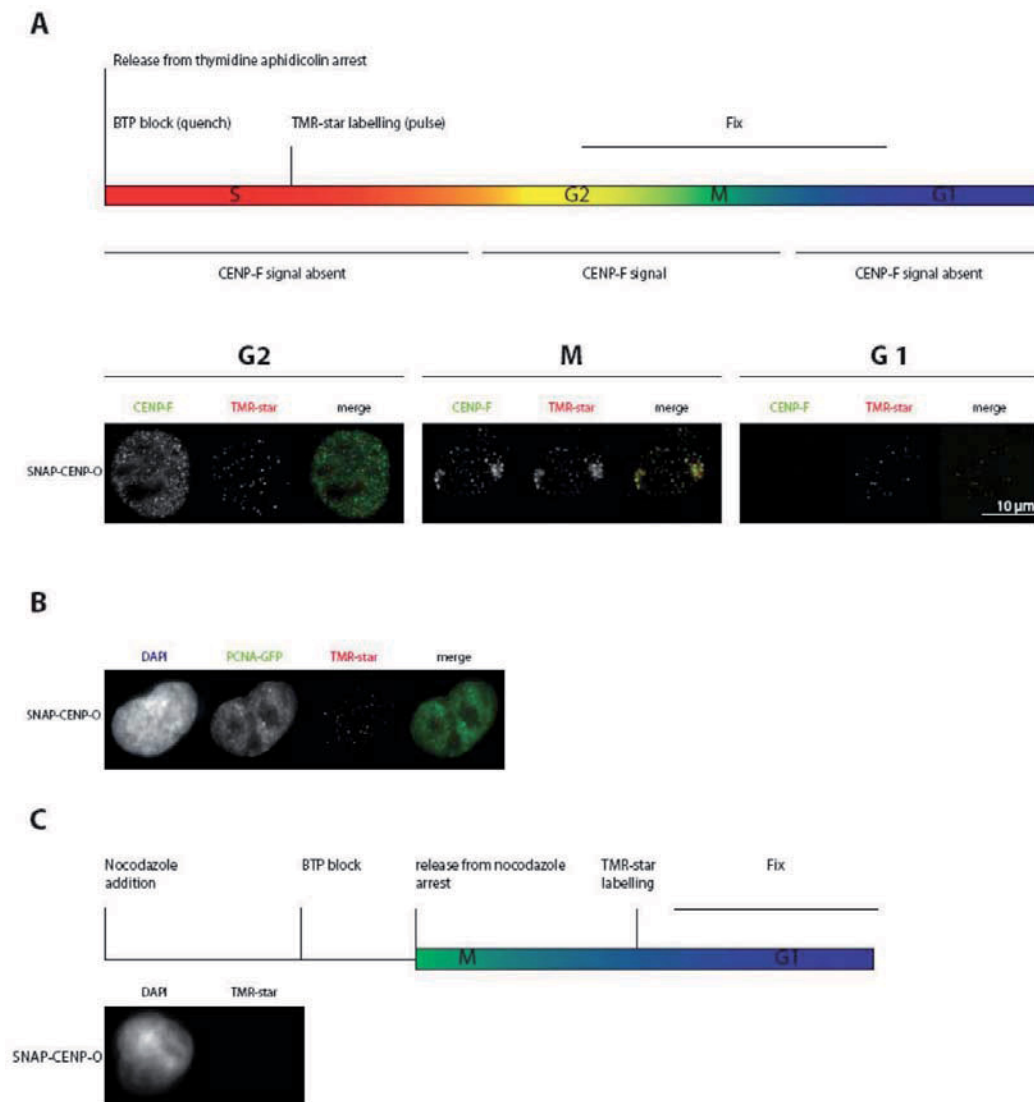 A
Release from thymidine aphidicolin arrest
BTP block (quench) TMR-star labelling (pulse) Fix
S G2 M G1
CENP-F signal absent CENP-F signal CENP-F signal absent
G2 M G 1
CENP-F TMR-star merge CENP-F TMR-star merge CENP-F TMR-star merge
SNAP-CENP-O
10 µm
B
DAPI PCNA-GFP TMR-star merge
SNAP-CENP-O
C
Nocodazole addition
BTP block
release from nocodazole arrest
TMR-star labelling
Fix
M G1
DAPI TMR-star
SNAP-CENP-O